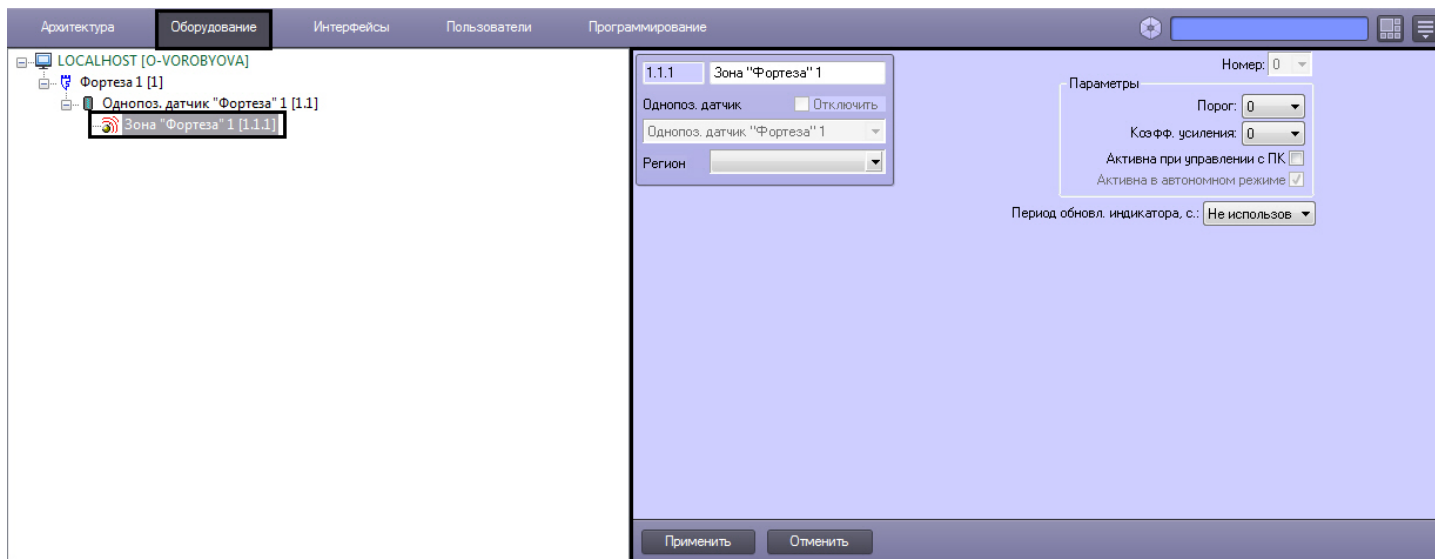 Архитектура Оборудование Интерфейсы Пользователи Программирование
LOCALHOST [O-VOROBYOVA]
Фортеза 1 [1]
Однопоз. датчик "Фортеза" 1 [1.1]
Зона "Фортеза" 1 [1.1.1]
1.1.1 Зона "Фортеза" 1
Однопоз. датчик Отключить
Однопоз. датчик "Фортеза" 1
Регион
Номер: 0
Параметры
Порог: 0
Коэфф. усиления: 0
Активна при управлении с ПК
Активна в автономном режиме
Период обновл. индикатора, с.: Не использов
Применить Отменить